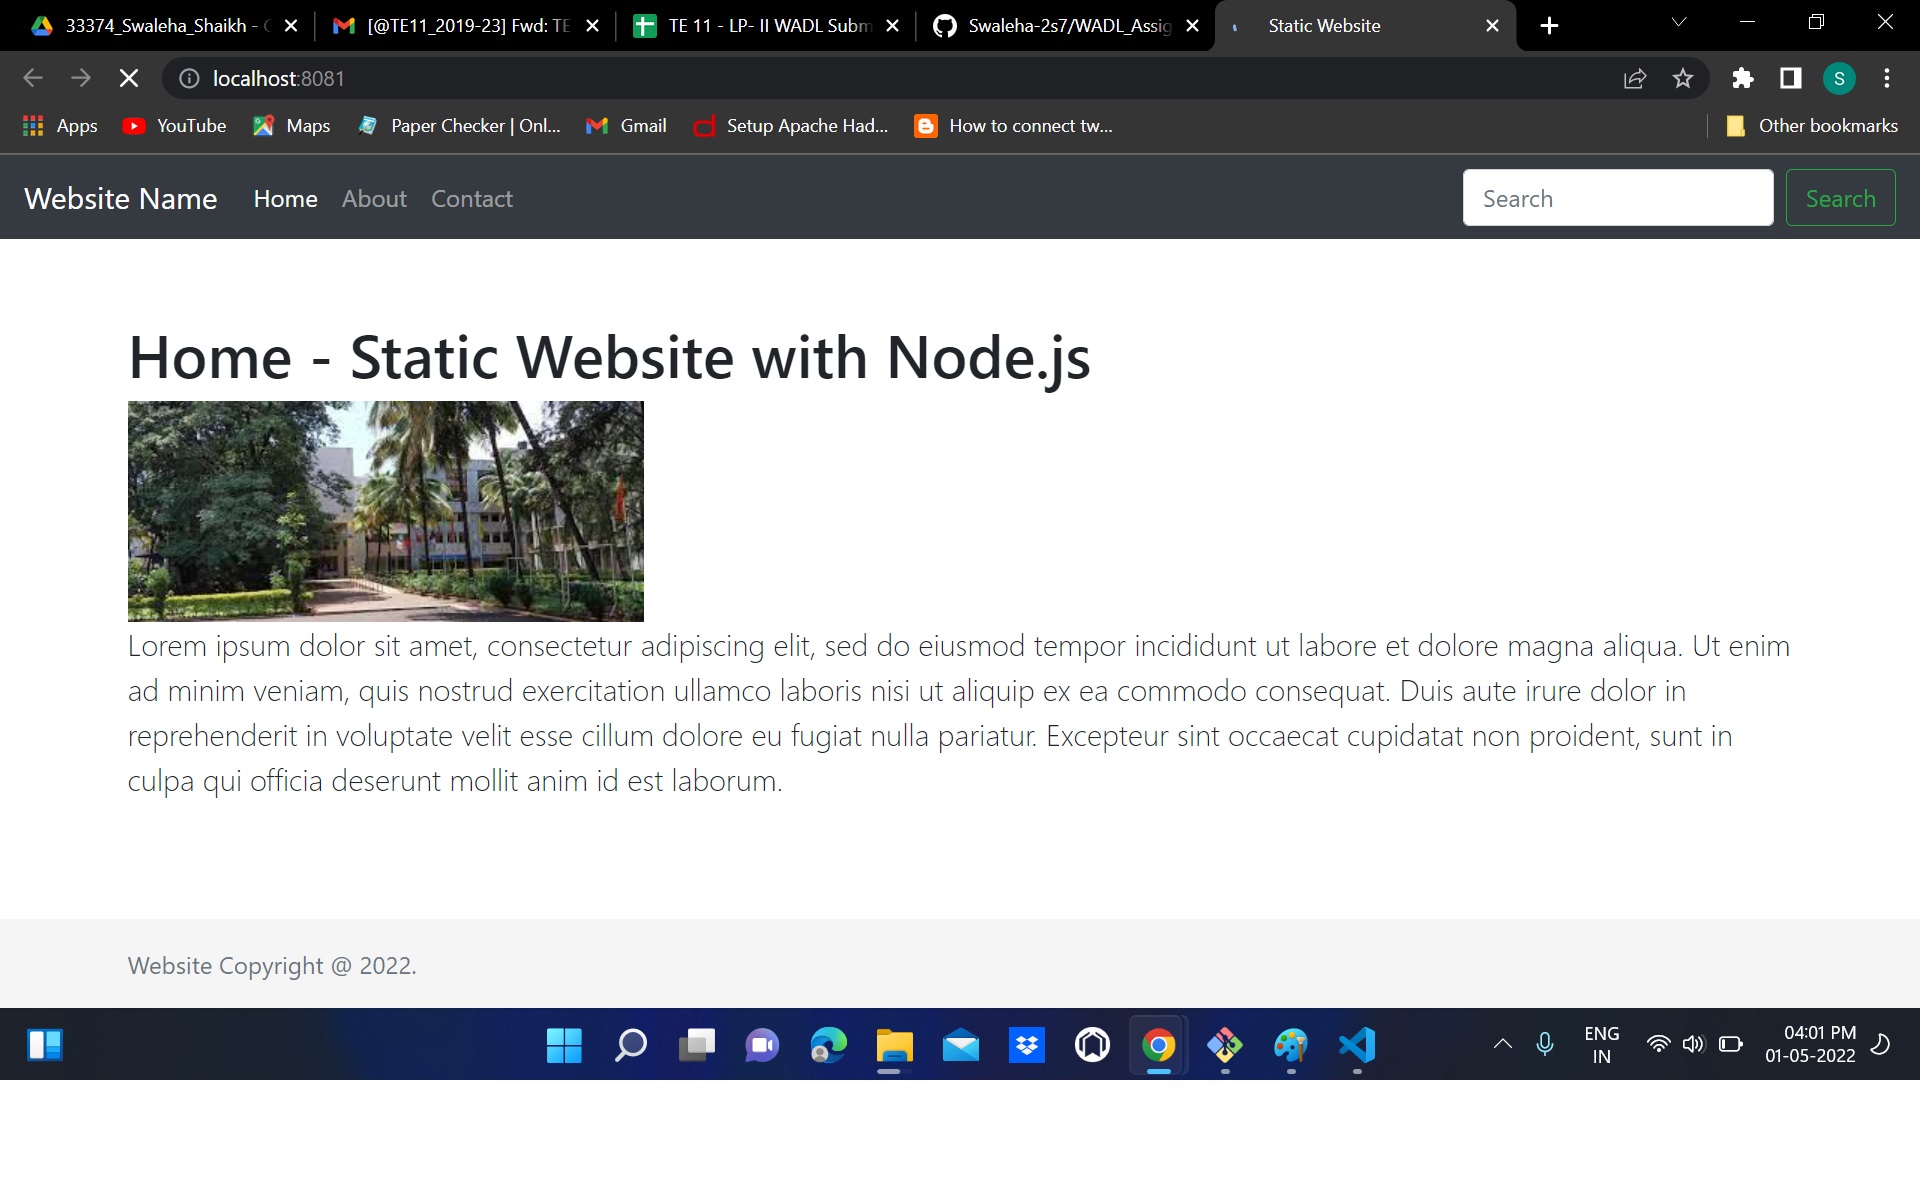 33374_Swaleha_Shaikh -
[@TE11_2019-23] Fwd: TE
TE 11 - LP- II WADL Subm
Swaleha-2s7/WADL_Assig
Static Website
localhost:8081
S
Apps
YouTube
Maps
Paper Checker | Onl...
Gmail
Setup Apache Had...
How to connect tw...
Other bookmarks
Website Name
Home
About
Contact
Search
Search
Home - Static Website with Node.js
Lorem ipsum dolor sit amet, consectetur adipiscing elit, sed do eiusmod tempor incididunt ut labore et dolore magna aliqua. Ut enim
ad minim veniam, quis nostrud exercitation ullamco laboris nisi ut aliquip ex ea commodo consequat. Duis aute irure dolor in
reprehenderit in voluptate velit esse cillum dolore eu fugiat nulla pariatur. Excepteur sint occaecat cupidatat non proident, sunt in
culpa qui officia deserunt mollit anim id est laborum.
Website Copyright @ 2022.
ENG
IN
04:01 PM
01-05-2022